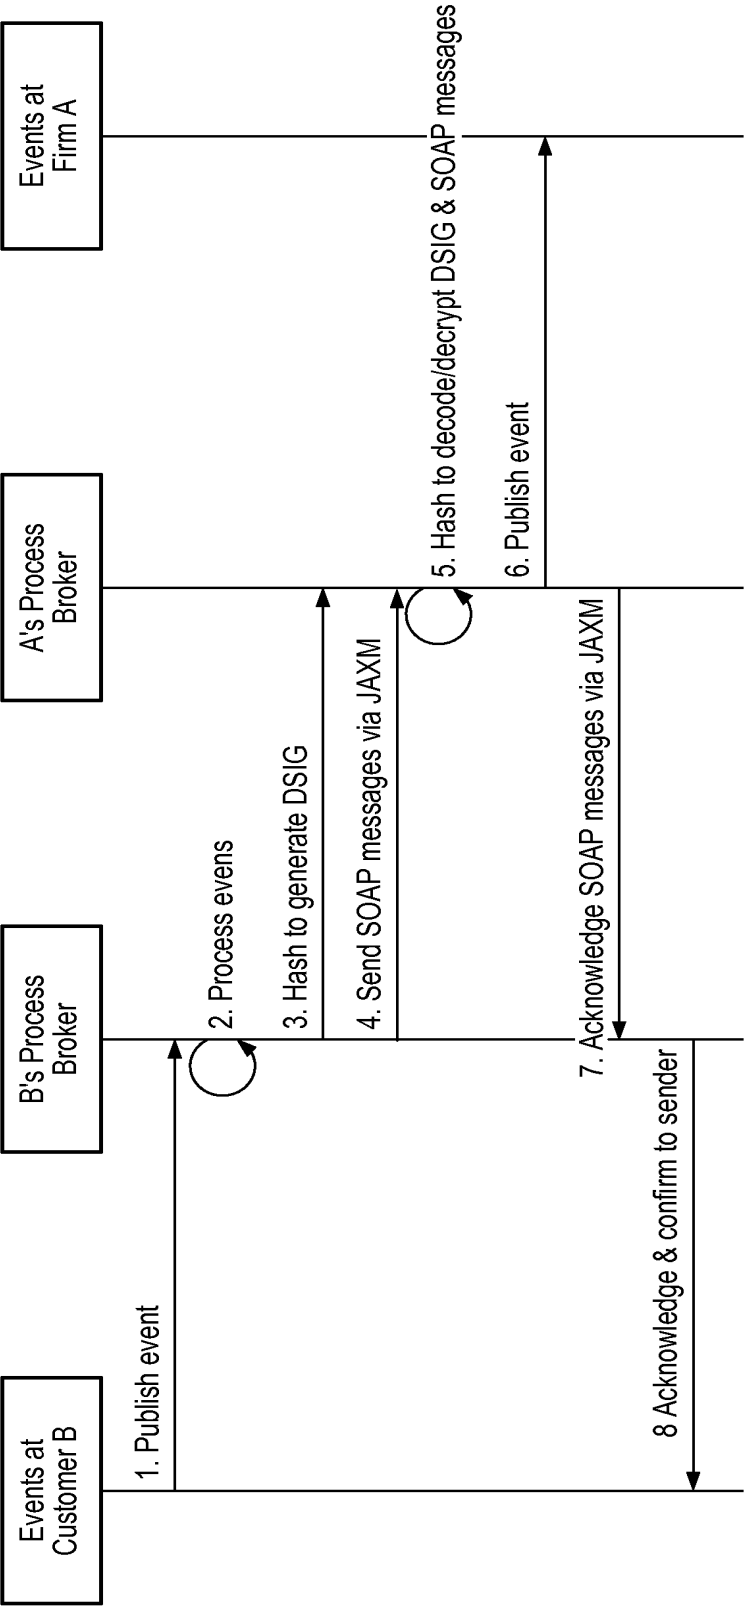 Events at
Customer B
B's Process
Broker
A's Process
Broker
Events at
Firm A
1. Publish event
2. Process evens
3. Hash to generate DSIG
4. Send SOAP messages via JAXM
5. Hash to decode/decrypt DSIG & SOAP messages
6. Publish event
7. Acknowledge SOAP messages via JAXM
8 Acknowledge & confirm to sender